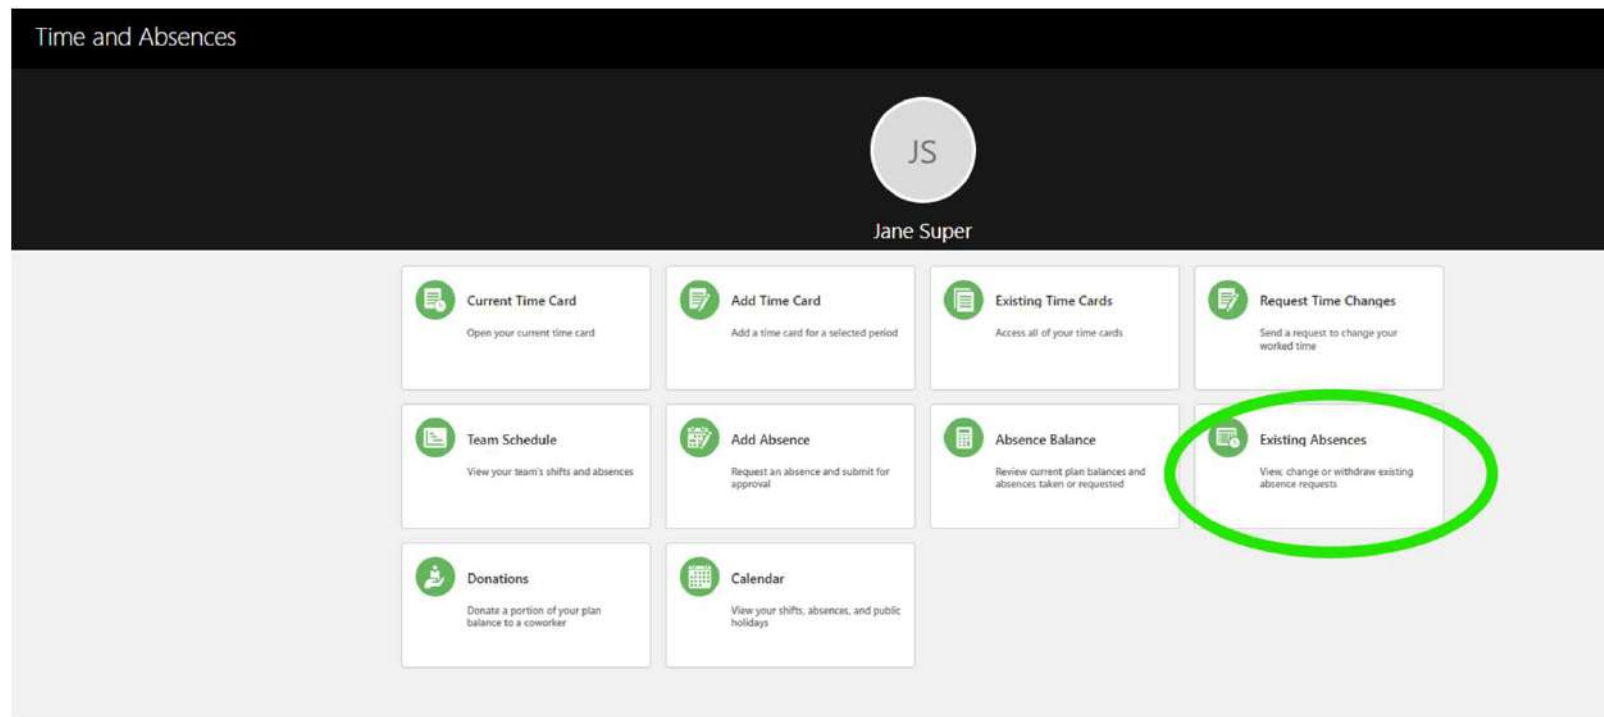 Time and Absences
JS
Jane Super
Current Time Card
Open your current time card
Add Time Card
Add a time card for a selected period
Existing Time Cards
Access all of your time cards
Request Time Changes
Send a request to change your
worked time
Team Schedule
View your team's shifts and absences
Add Absence
Request an absence and submit for
approval
Absence Balance
Review current plan balances and
absences taken or requested
Existing Absences
View, change or withdraw existing
absence requests
Donations
Donate a portion of your plan
balance to a coworker
Calendar
View your shifts, absences, and public
holidays